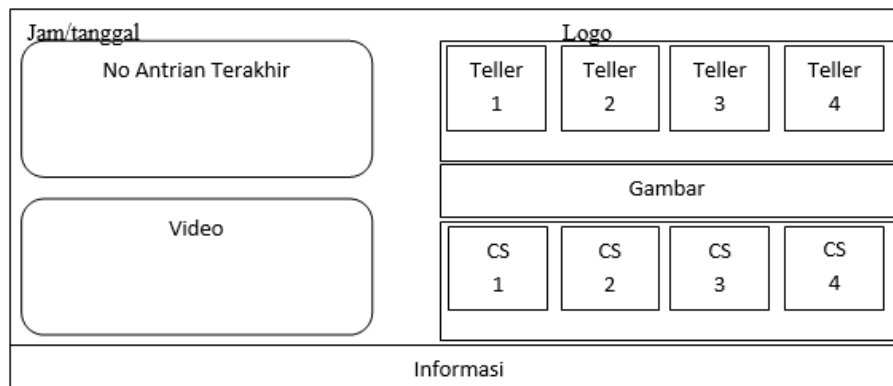 Jam/tanggal
Logo
No Antrian Terakhir
Teller
1
Teller
2
Teller
3
Teller
4
Gambar
Video
CS
1
CS
2
CS
3
CS
4
Informasi